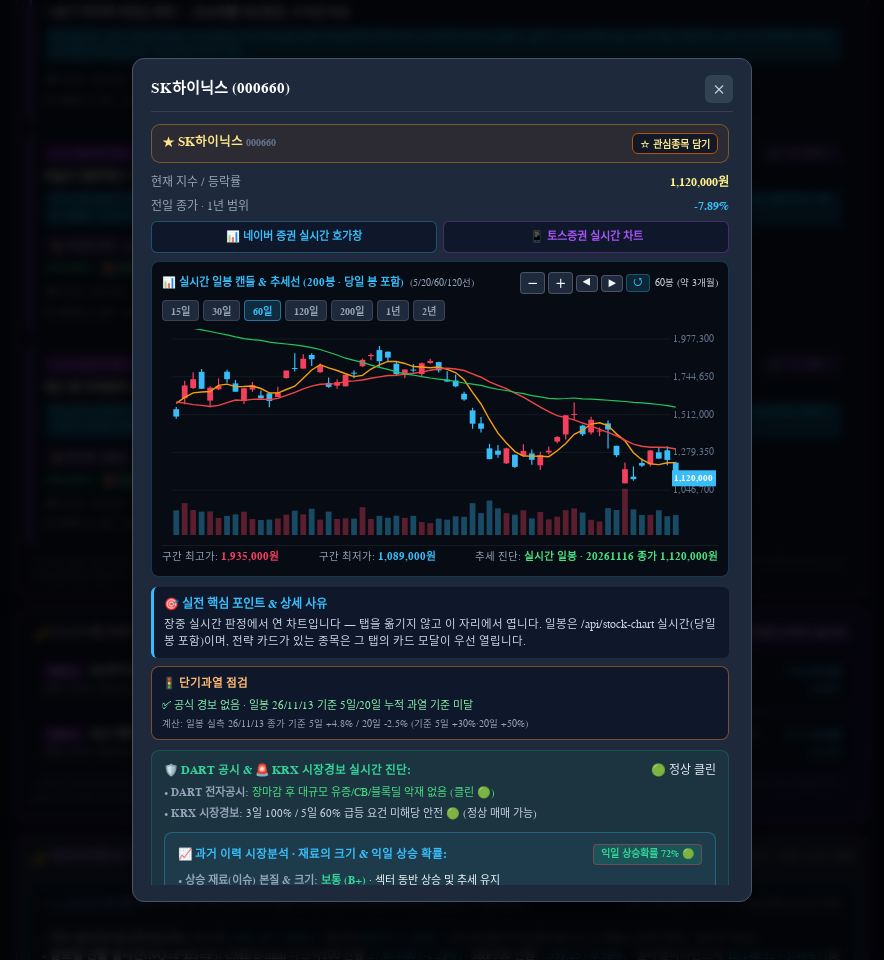 SK하이닉스 (000660)
×
★ SK하이닉스 000660
☆ 관심종목 담기
현재 지수 / 등락률
1,120,000원
전일 종가 · 1년 범위
-7.89%
📊 네이버 증권 실시간 호가창
📱 토스증권 실시간 차트
📊 실시간 일봉 캔들 & 추세선 (200봉 · 당일 봉 포함) (5/20/60/120선)
− + ◀ ▶ ↺ 60봉 (약 3개월)
15일 30일 60일 120일 200일 1년 2년
1,977,300
1,744,650
1,512,000
1,279,350
1,120,000
1,046,700
구간 최고가: 1,935,000원
구간 최저가: 1,089,000원
추세 진단: 실시간 일봉 · 20261116 종가 1,120,000원
🎯 실전 핵심 포인트 & 상세 사유
장중 실시간 판정에서 연 차트입니다 — 탭을 옮기지 않고 이 자리에서 엽니다. 일봉은 /api/stock-chart 실시간(당일
봉 포함)이며, 전략 카드가 있는 종목은 그 탭의 카드 모달이 우선 열립니다.
🚦 단기과열 점검
✅ 공식 경보 없음 · 일봉 26/11/13 기준 5일/20일 누적 과열 기준 미달
계산: 일봉 실측 26/11/13 종가 기준 5일 +4.8% / 20일 -2.5% (기준 5일 +30%·20일 +50%)
🛡️ DART 공시 & 🚨 KRX 시장경보 실시간 진단:
🟢 정상 클린
• DART 전자공시: 장마감 후 대규모 유증/CB/블록딜 악재 없음 (클린 🟢)
• KRX 시장경보: 3일 100% / 5일 60% 급등 요건 미해당 안전 🟢 (정상 매매 가능)
📈 과거 이력 시장분석 · 재료의 크기 & 익일 상승 확률:
익일 상승확률 72% 🟢
• 상승 재료(이슈) 본질 & 크기: 보통 (B+) · 섹터 동반 상승 및 추세 유지